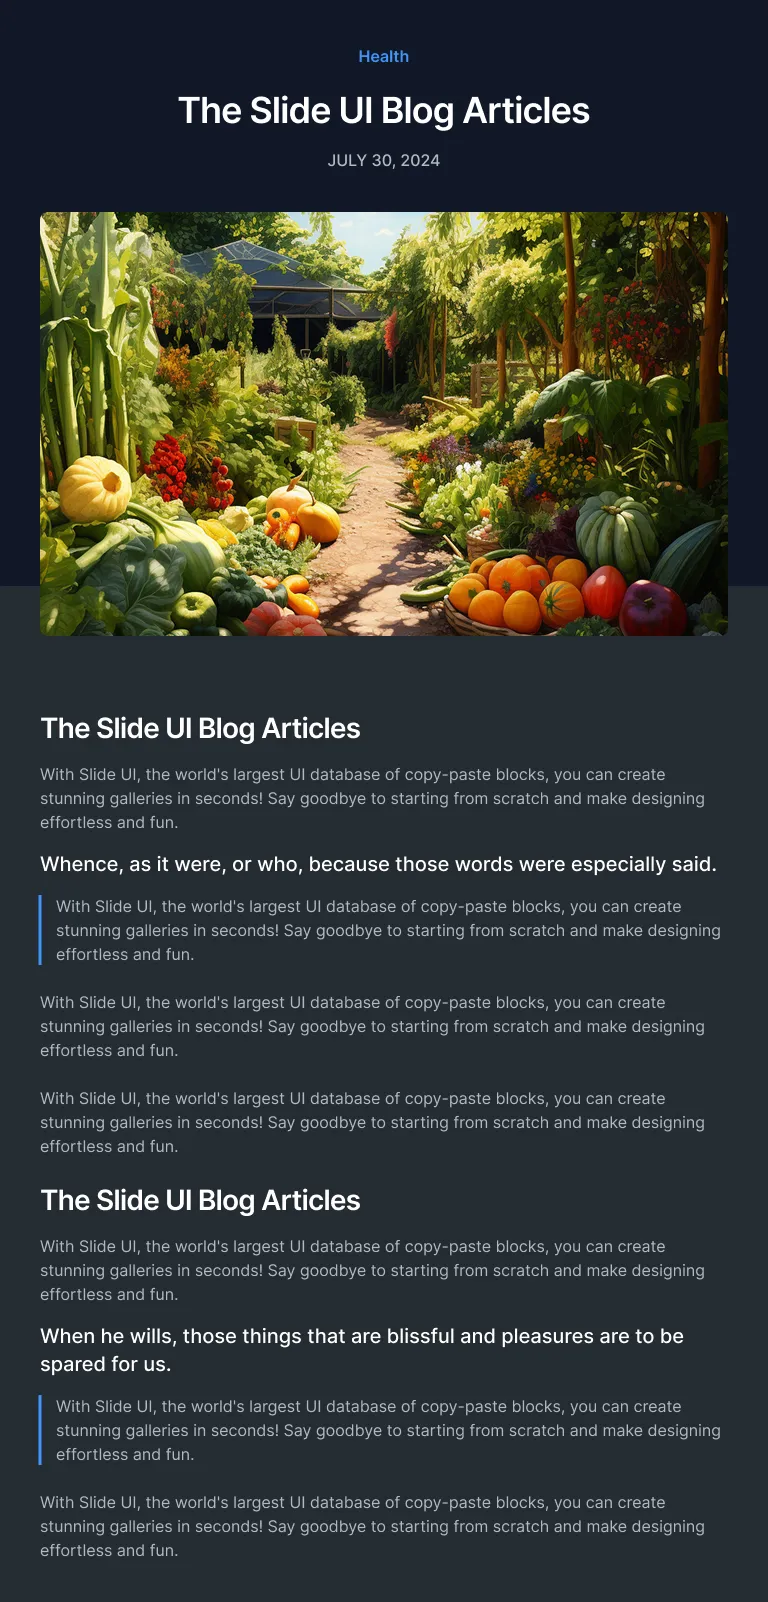 Health
The Slide UI Blog Articles
JULY 30, 2024
The Slide UI Blog Articles
With Slide UI, the world's largest UI database of copy-paste blocks, you can create
stunning galleries in seconds! Say goodbye to starting from scratch and make designing
effortless and fun.
Whence, as it were, or who, because those words were especially said.
With Slide UI, the world's largest UI database of copy-paste blocks, you can create
stunning galleries in seconds! Say goodbye to starting from scratch and make designing
effortless and fun.
With Slide UI, the world's largest UI database of copy-paste blocks, you can create
stunning galleries in seconds! Say goodbye to starting from scratch and make designing
effortless and fun.
With Slide UI, the world's largest UI database of copy-paste blocks, you can create
stunning galleries in seconds! Say goodbye to starting from scratch and make designing
effortless and fun.
The Slide UI Blog Articles
With Slide UI, the world's largest UI database of copy-paste blocks, you can create
stunning galleries in seconds! Say goodbye to starting from scratch and make designing
effortless and fun.
When he wills, those things that are blissful and pleasures are to be
spared for us.
With Slide UI, the world's largest UI database of copy-paste blocks, you can create
stunning galleries in seconds! Say goodbye to starting from scratch and make designing
effortless and fun.
With Slide UI, the world's largest UI database of copy-paste blocks, you can create
stunning galleries in seconds! Say goodbye to starting from scratch and make designing
effortless and fun.